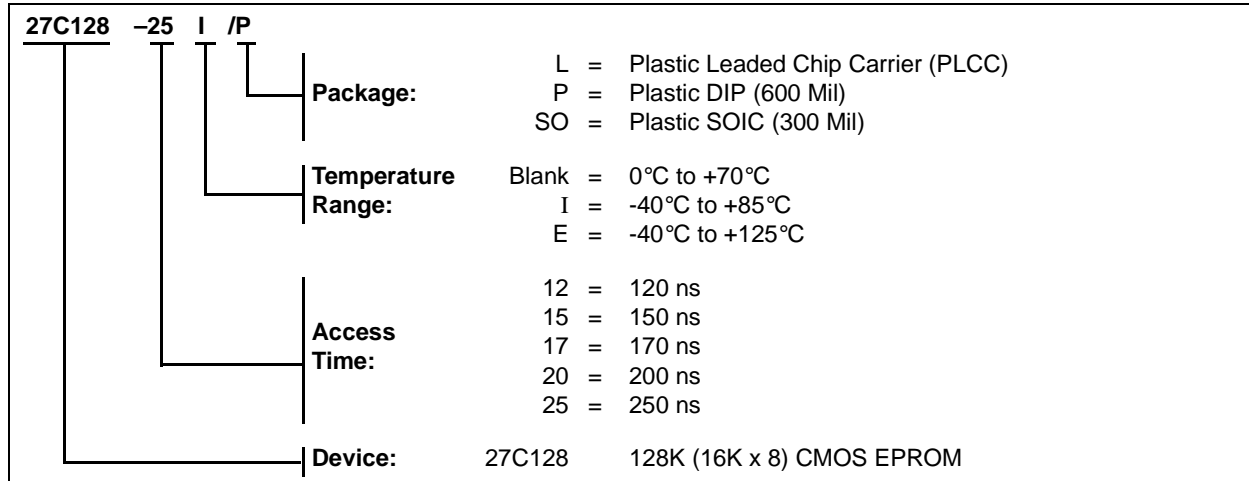 27C128 –25 I /P
Package: L = Plastic Leaded Chip Carrier (PLCC)
P = Plastic DIP (600 Mil)
SO = Plastic SOIC (300 Mil)
Temperature Range: Blank = 0°C to +70°C
I = -40°C to +85°C
E = -40°C to +125°C
Access Time: 12 = 120 ns
15 = 150 ns
17 = 170 ns
20 = 200 ns
25 = 250 ns
Device: 27C128 128K (16K x 8) CMOS EPROM